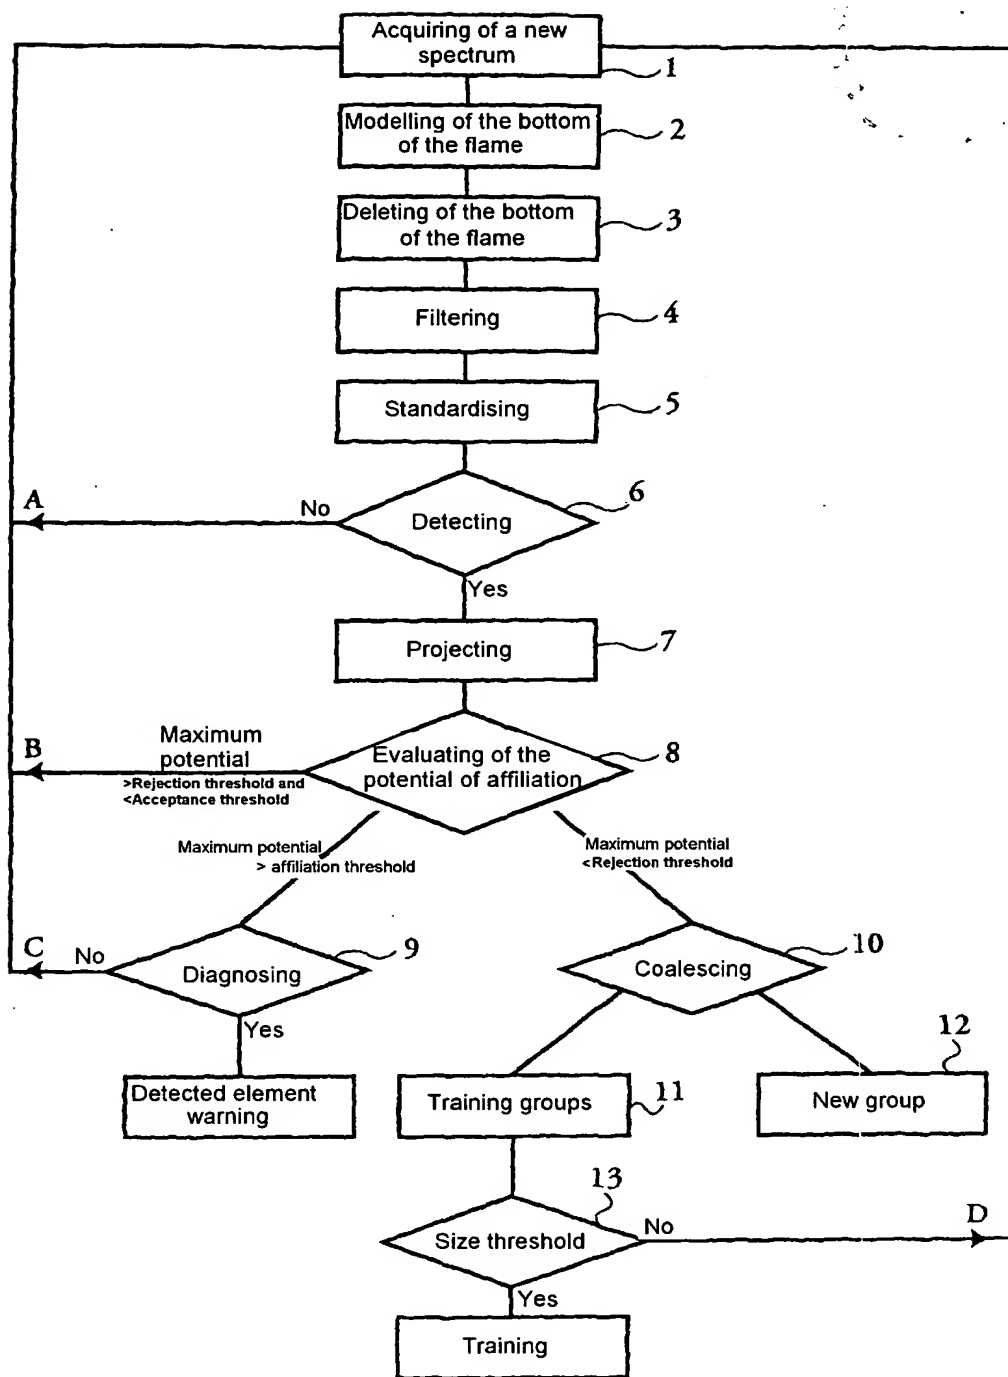 Acquiring of a new
spectrum
1
Modelling of the bottom
of the flame
2
Deleting of the bottom
of the flame
3
Filtering
4
Standardising
5
A
No
Detecting
6
Yes
Projecting
7
B
Maximum
potential
>Rejection threshold and
<Acceptance threshold
Evaluating of the
potential of affiliation
8
Maximum potential
> affiliation threshold
Maximum potential
<Rejection threshold
C
No
Diagnosing
9
Coalescing
10
Yes
Detected element
warning
Training groups
11
New group
12
Size threshold
13
No
D
Yes
Training